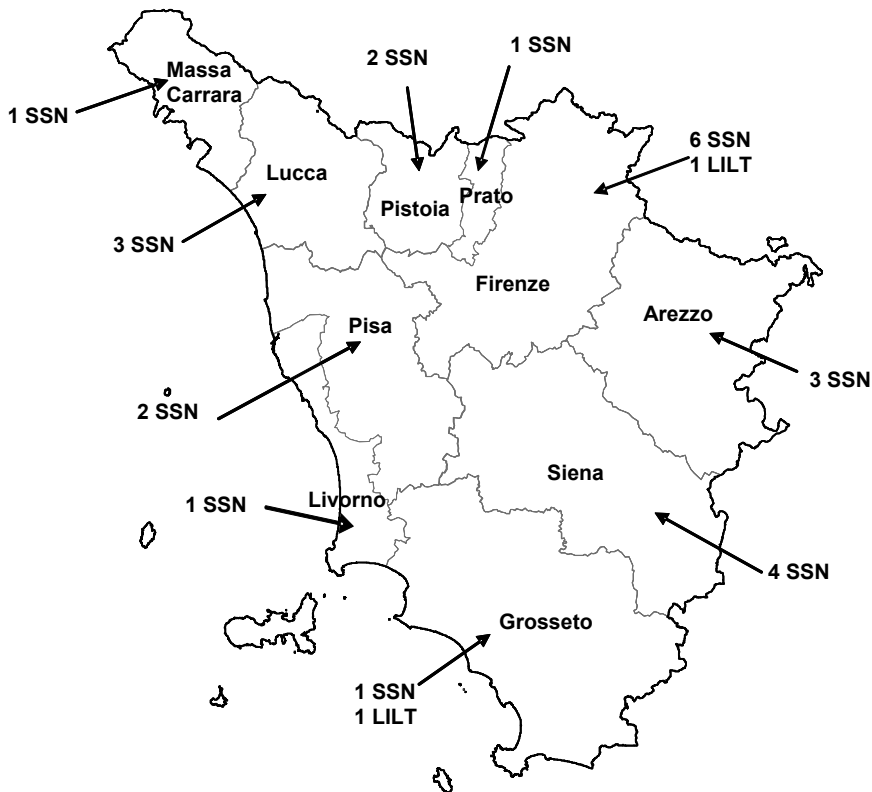 2 SSN
1 SSN
Massa
Carrara
1 SSN
6 SSN
1 LILT
Lucca
Prato
Pistoia
3 SSN
Firenze
Arezzo
Pisa
3 SSN
2 SSN
Siena
Livorno
1 SSN
4 SSN
Grosseto
1 SSN
1 LILT